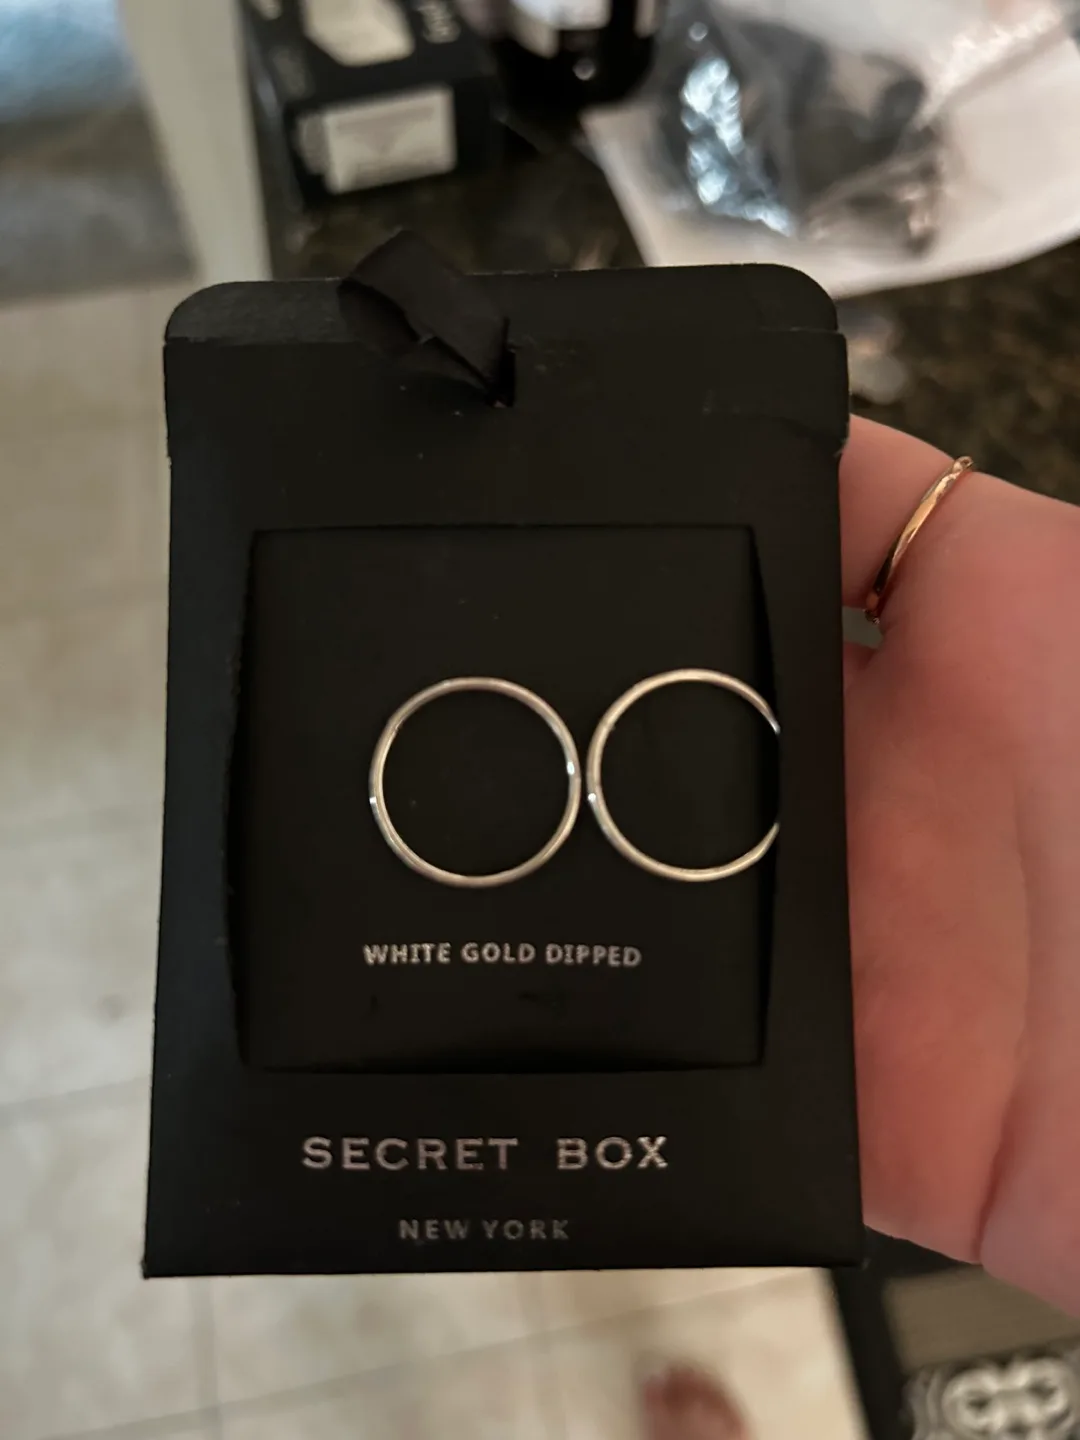 WHITE GOLD DIPPED
SECRET BOX
NEW YORK